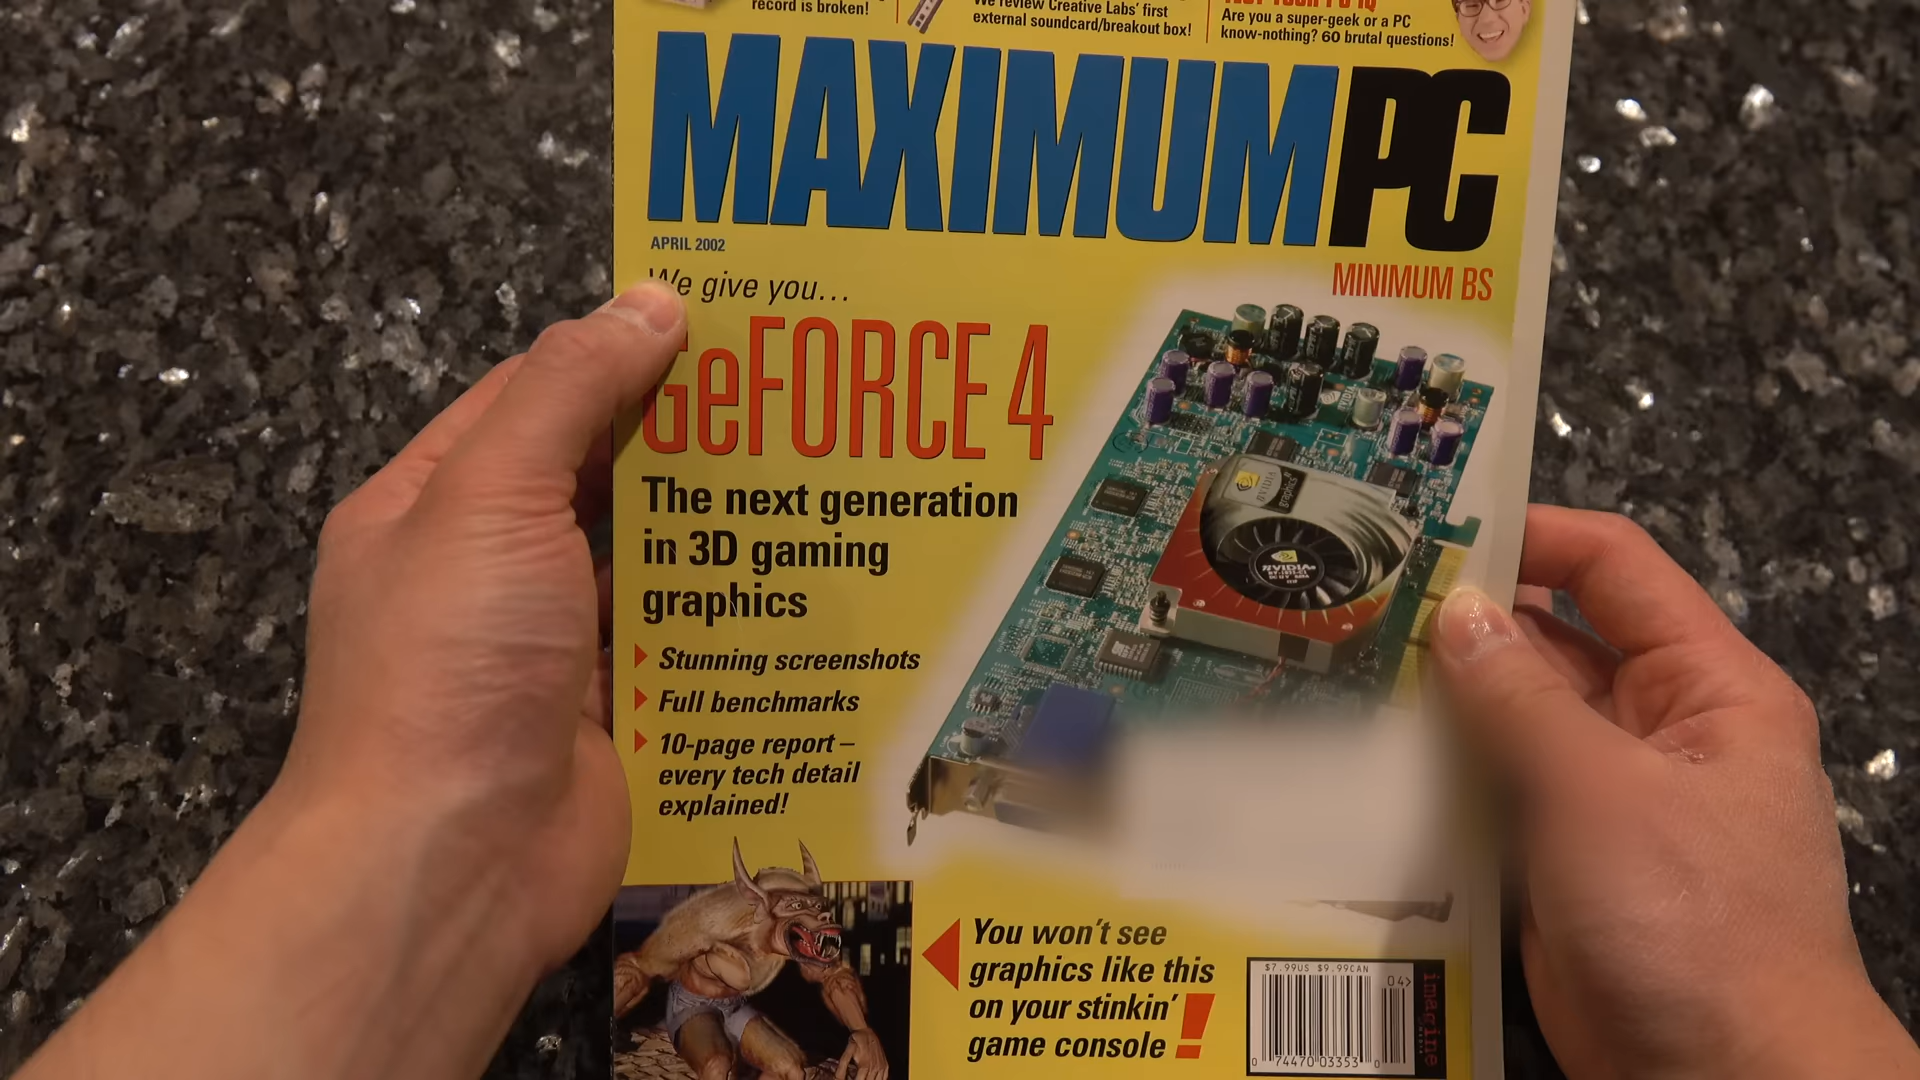 record is broken!
We review Creative Labs' first
external soundcard/breakout box!
Are you a super-geek or a PC
know-nothing? 60 brutal questions!
MAXIMUMPC
APRIL 2002
MINIMUM BS
We give you...
GeFORCE 4
The next generation
in 3D gaming
graphics
Stunning screenshots
Full benchmarks
10-page report –
every tech detail
explained!
NVIDIA
graphics
NVIDIA
You won't see
graphics like this
on your stinkin'
game console!
$7.99US $9.99CAN
04>
imagine
0 74470 03353 0